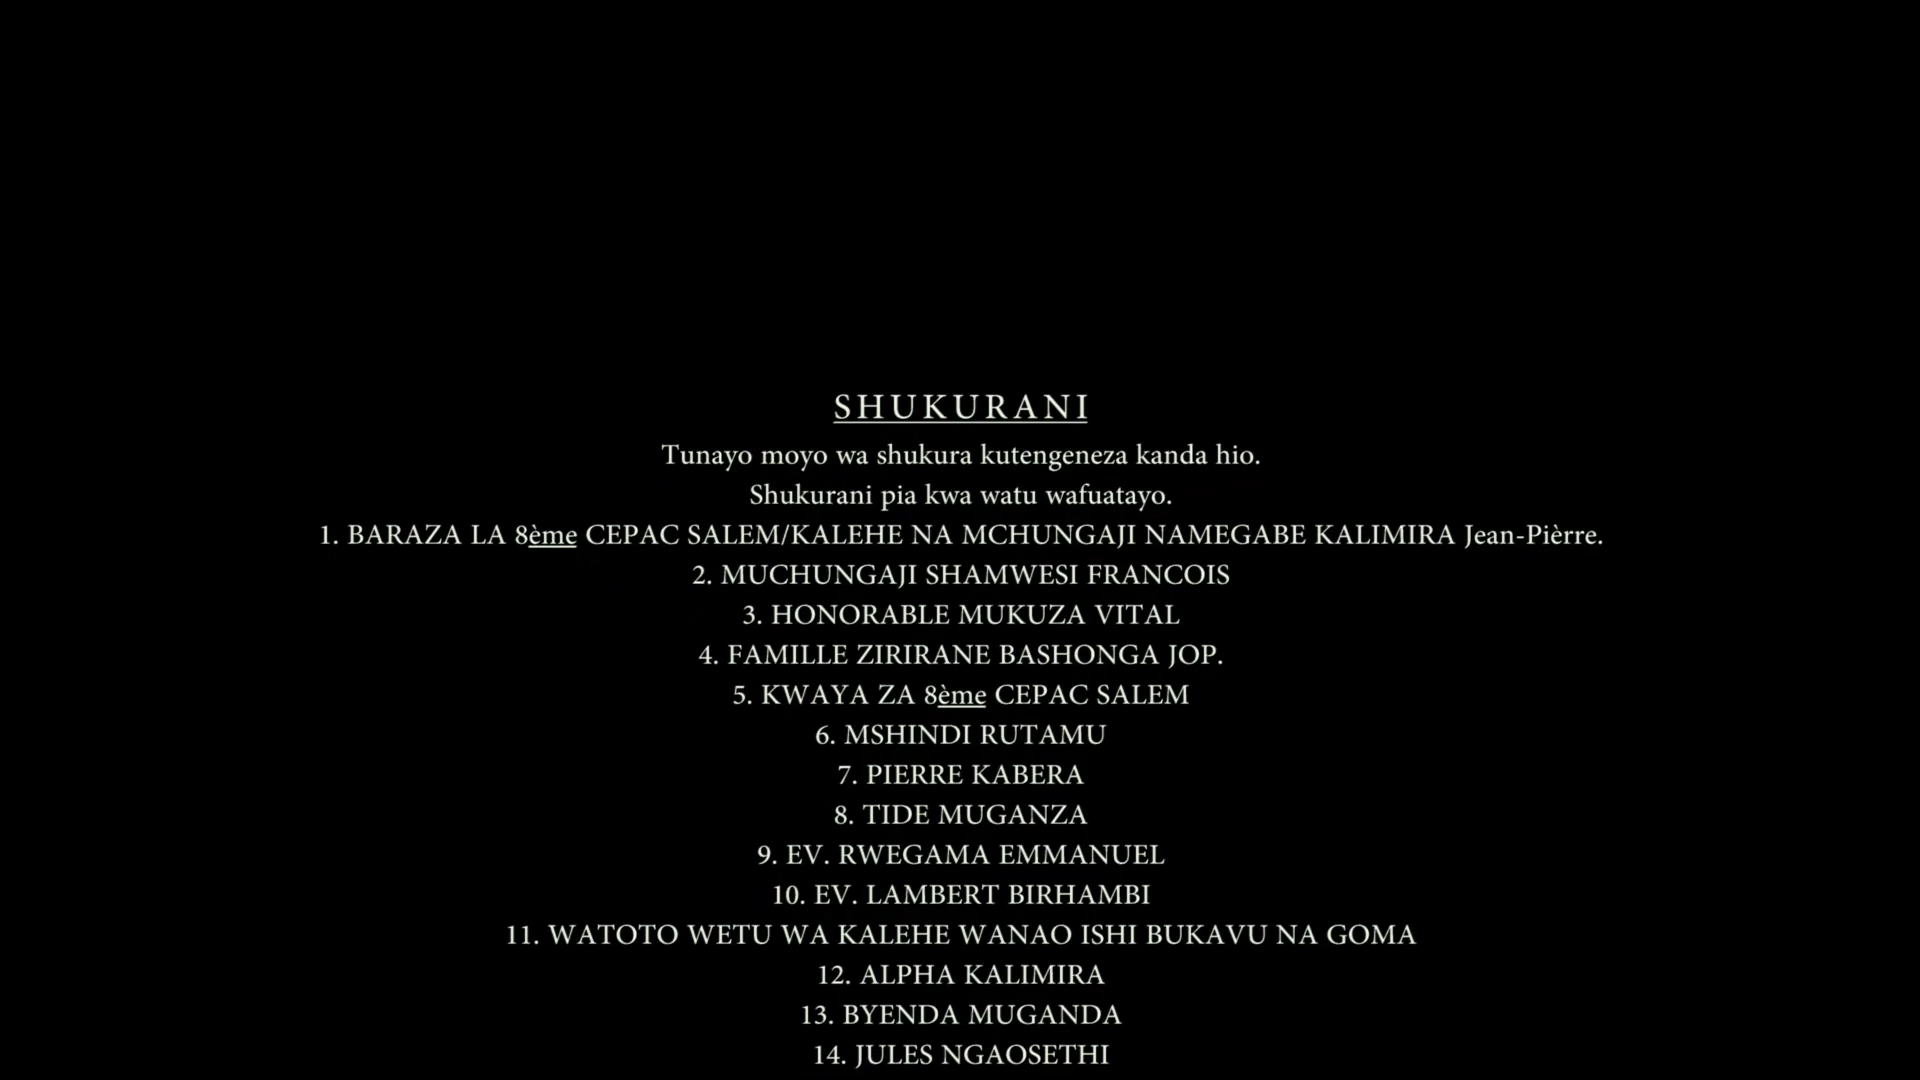 SHUKURANI
Tunayo moyo wa shukura kutengeneza kanda hio.
Shukurani pia kwa watu wafuatayo.
1. BARAZA LA 8ème CEPAC SALEM/KALEHE NA MCHUNGAJI NAMEGABE KALIMIRA Jean-Pièrre.
2. MUCHUNGAJI SHAMWESI FRANCOIS
3. HONORABLE MUKUZA VITAL
4. FAMILLE ZIRIRANE BASHONGA JOP.
5. KWAYA ZA 8ème CEPAC SALEM
6. MSHINDI RUTAMU
7. PIERRE KABERA
8. TIDE MUGANZA
9. EV. RWEGAMA EMMANUEL
10. EV. LAMBERT BIRHAMBI
11. WATOTO WETU WA KALEHE WANAO ISHI BUKAVU NA GOMA
12. ALPHA KALIMIRA
13. BYENDA MUGANDA
14. JULES NGAOSETHI